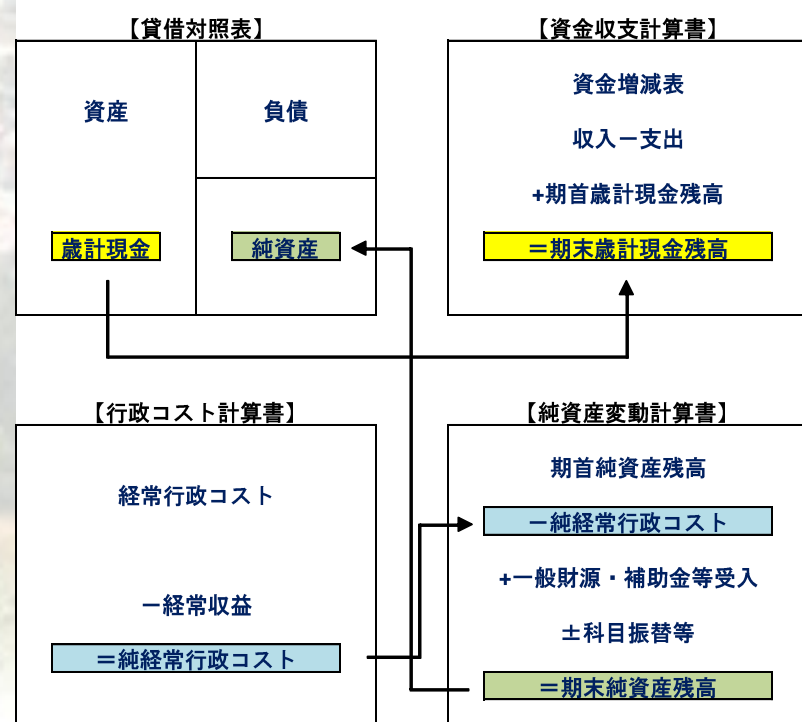 【貸借対照表】
資産
負債
歳計現金
純資産
【資金収支計算書】
資金増減表
収入－支出
+期首歳計現金残高
＝期末歳計現金残高
【行政コスト計算書】
経常行政コスト
－経常収益
＝純経常行政コスト
【純資産変動計算書】
期首純資産残高
－純経常行政コスト
+一般財源・補助金等受入
±科目振替等
＝期末純資産残高